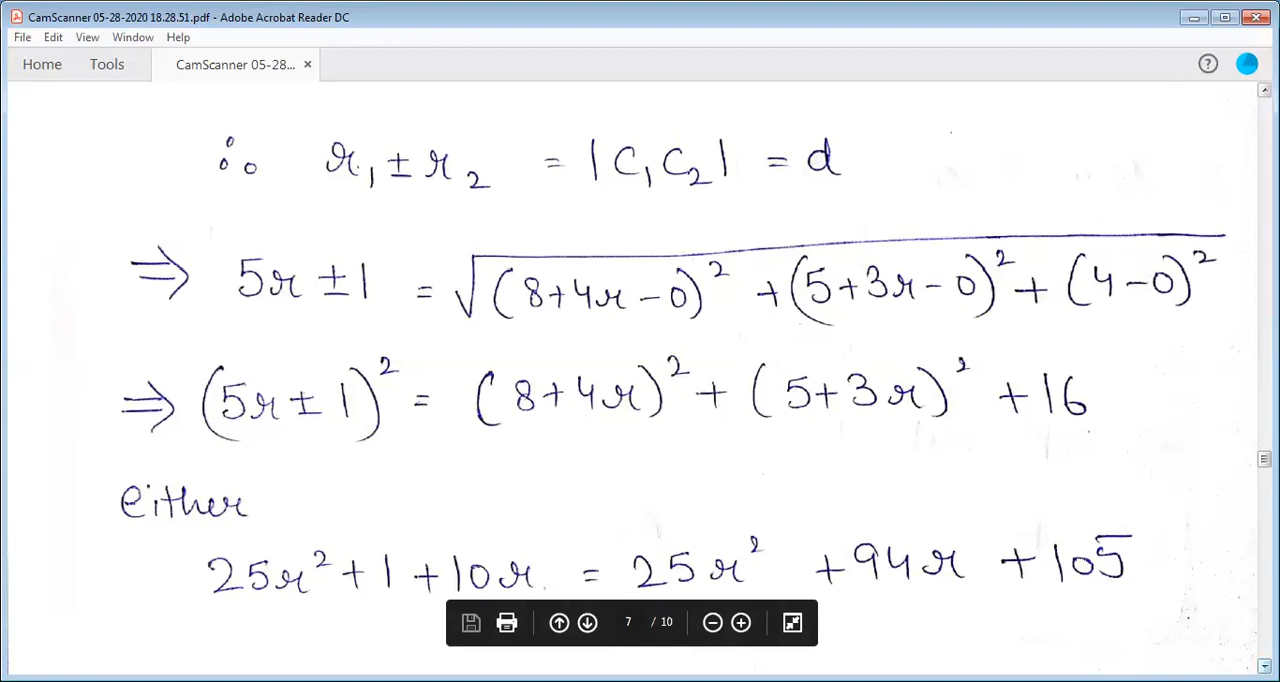 CamScanner 05-28-2020 18.28.51.pdf - Adobe Acrobat Reader DC
File Edit View Window Help
Home Tools CamScanner 05-28... ×
∴ r₁ ± r₂ = |C₁C₂| = d
⇒ 5r ± 1 = √((8+4r-0)² + (5+3r-0)² + (4-0)²)
⇒ (5r ± 1)² = (8+4r)² + (5+3r)² + 16
either
25r² + 1 + 10r = 25r² + 94r + 105
7 / 10